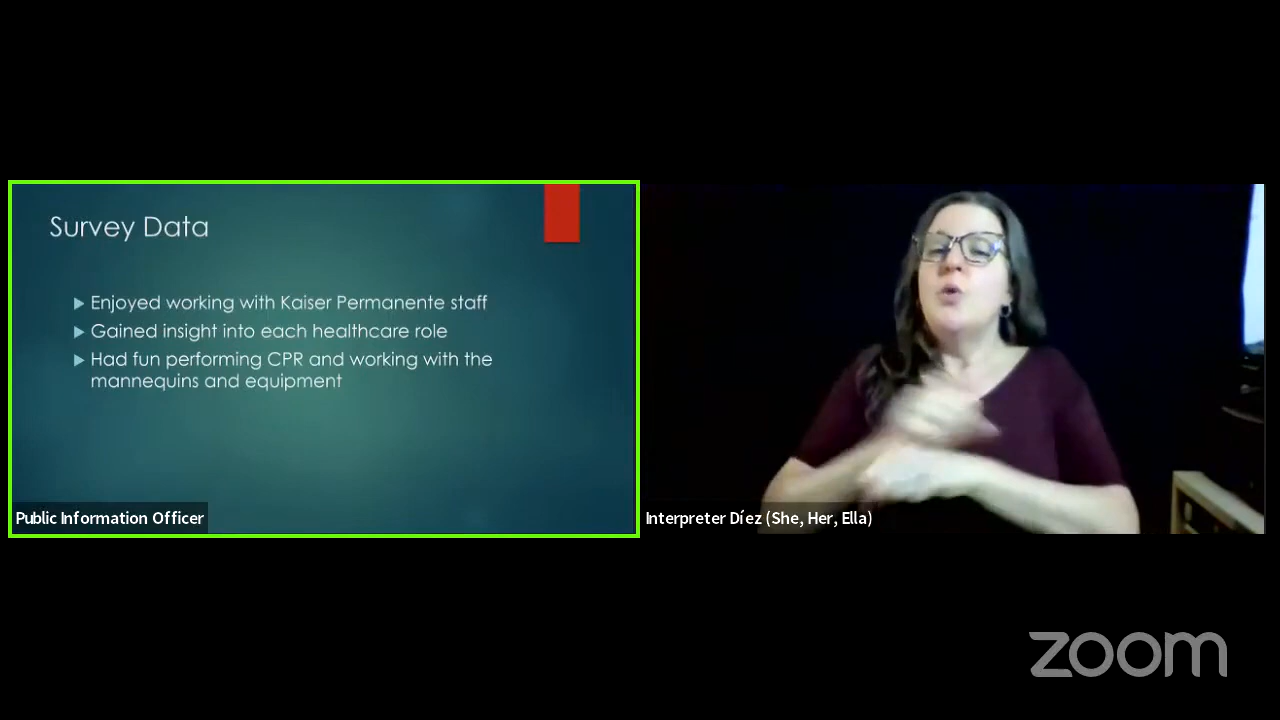 Survey Data
Enjoyed working with Kaiser Permanente staff
Gained insight into each healthcare role
Had fun performing CPR and working with the
mannequins and equipment
Public Information Officer
Interpreter Díez (She, Her, Ella)
zoom